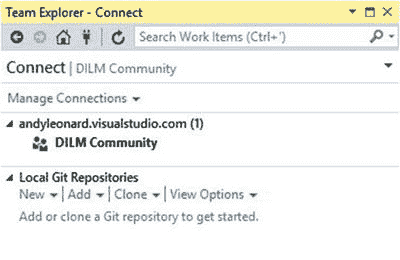 Team Explorer - Connect
Search Work Items (Ctrl+')
Connect | DILM Community
Manage Connections
andyleonard.visualstudio.com (1)
DILM Community
Local Git Repositories
New | Add | Clone | View Options
Add or clone a Git repository to get started.